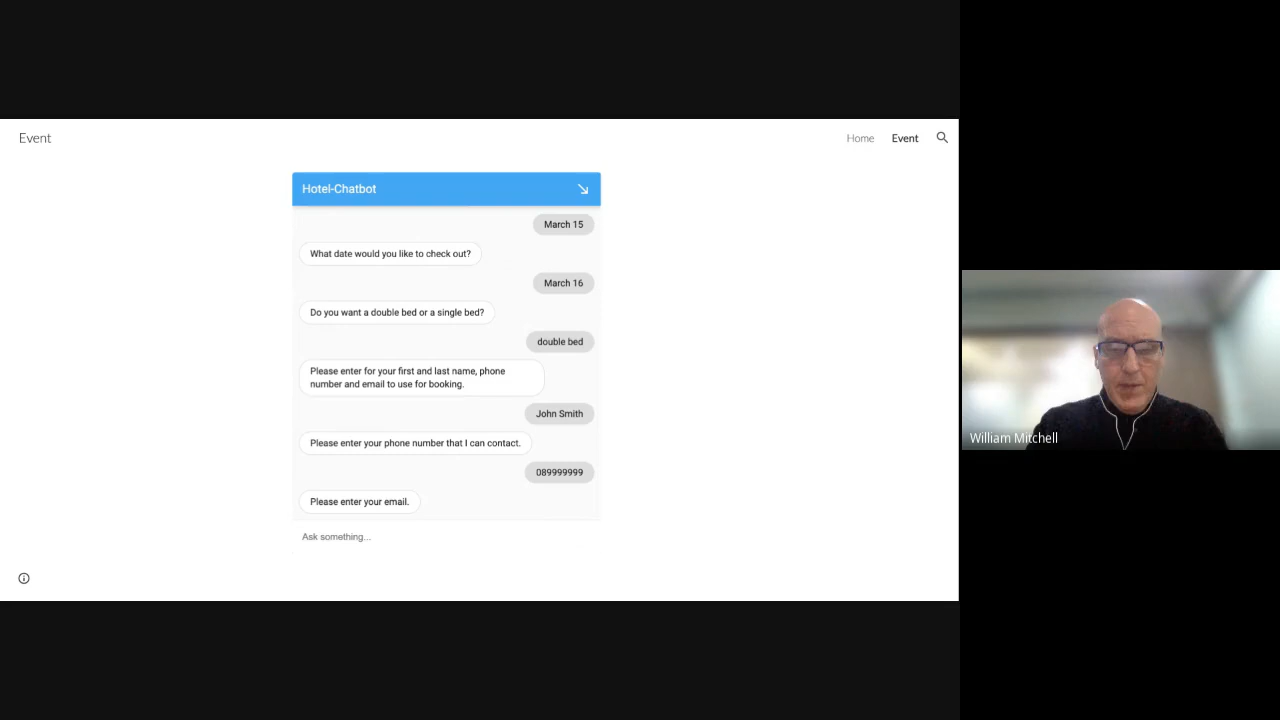 Event
Home Event
Hotel-Chatbot
March 15
What date would you like to check out?
March 16
Do you want a double bed or a single bed?
double bed
Please enter for your first and last name, phone
number and email to use for booking.
John Smith
Please enter your phone number that I can contact.
089999999
Please enter your email.
Ask something...
William Mitchell